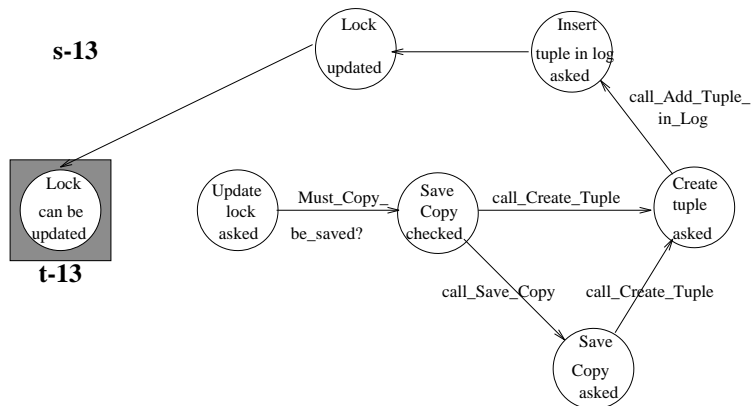 s-13
Lock
updated
Insert
tuple in log
asked
call_Add_Tuple_
in_Log
Lock
can be
updated
t-13
Update
lock
asked
Must_Copy_
be_saved?
Save
Copy
checked
call_Create_Tuple
Create
tuple
asked
call_Save_Copy
call_Create_Tuple
Save
Copy
asked